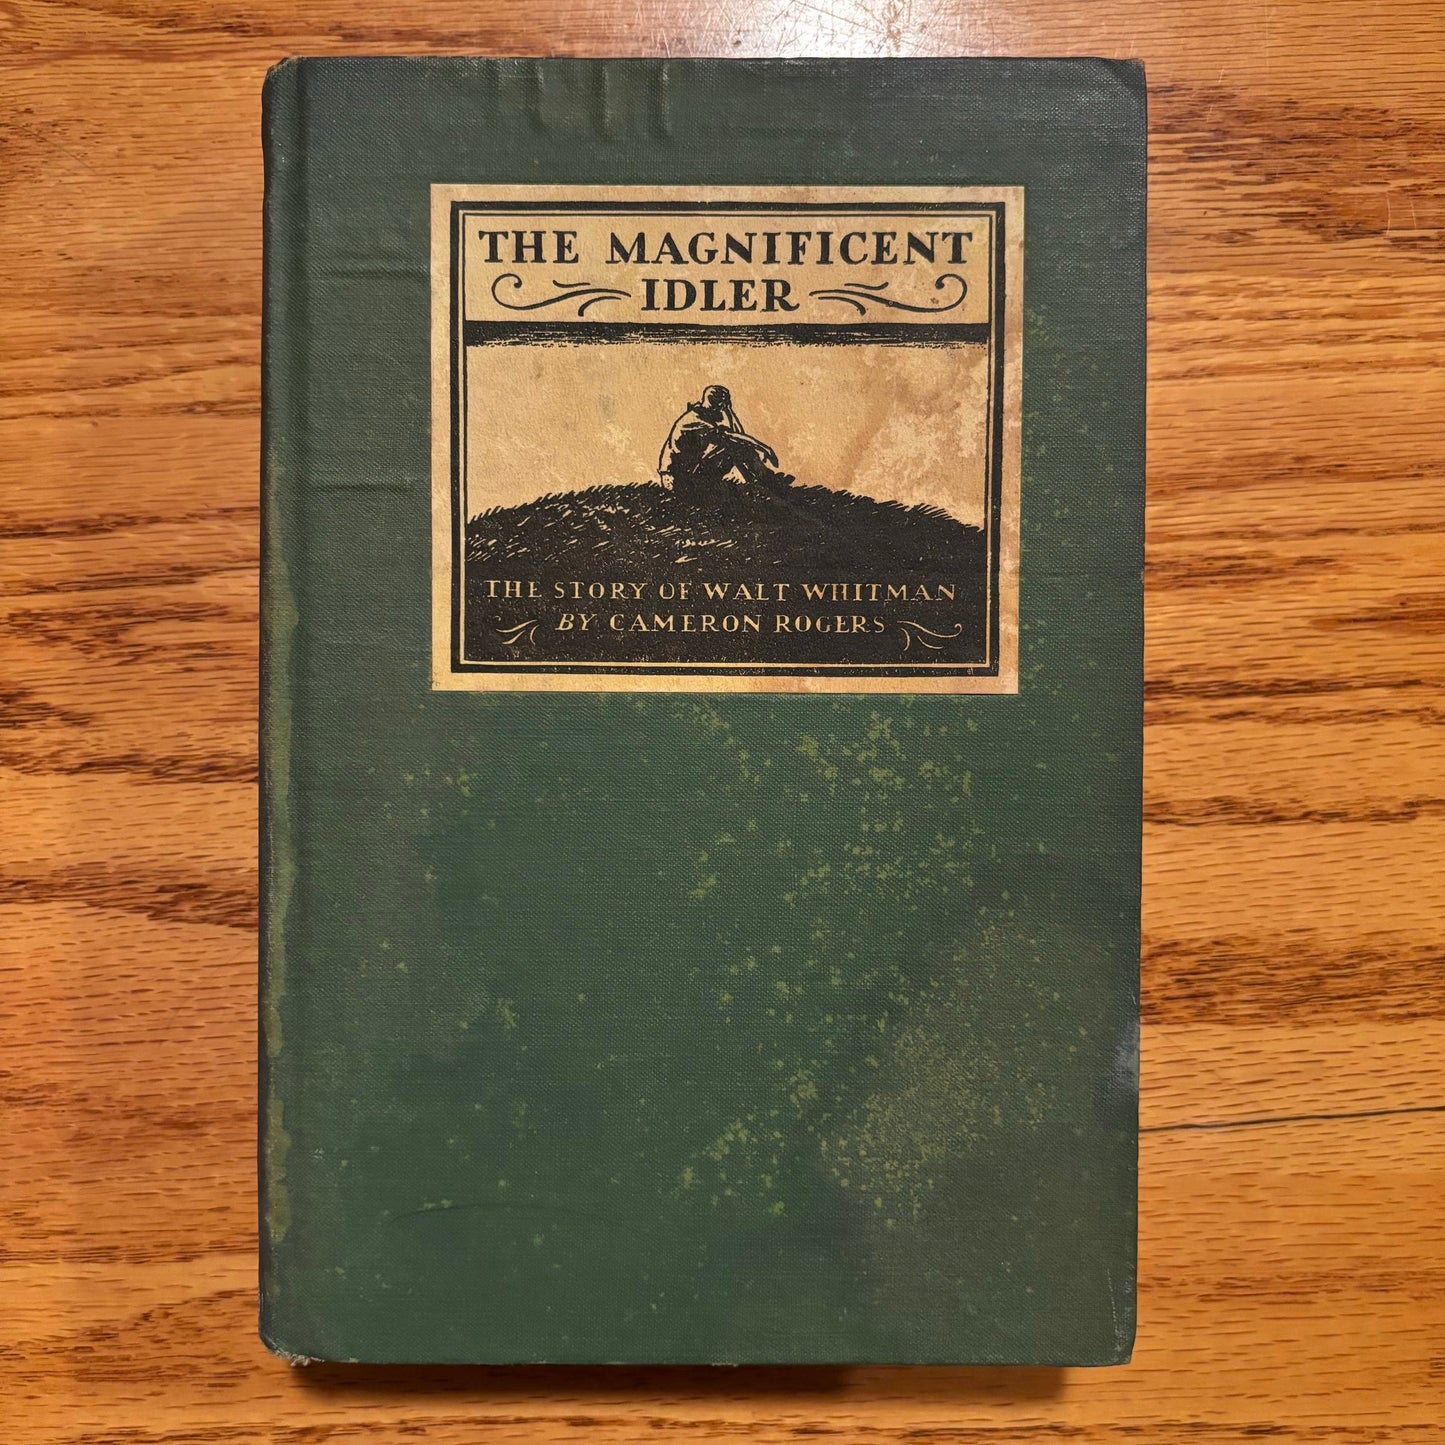 THE MAGNIFICENT
IDLER
THE STORY OF WALT WHITMAN
BY CAMERON ROGERS